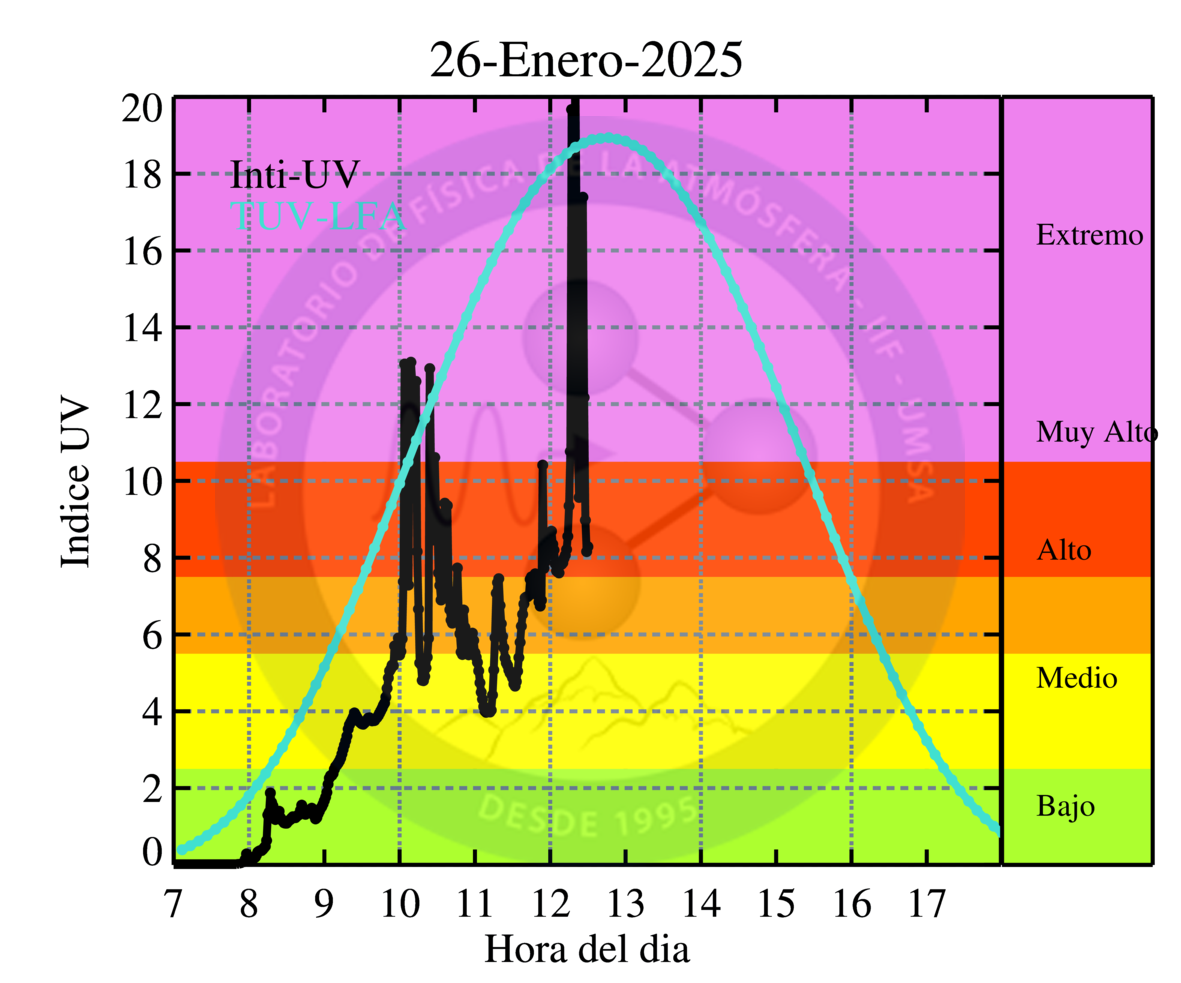 26-Enero-2025
Inti-UV
TUV-LFA
LABORATORIO DE FÍSICA DE LA ATMÓSFERA - IIF - UMSA
DESDE 1995
Indice UV
20
18
16
14
12
10
8
6
4
2
0
Extremo
Muy Alto
Alto
Medio
Bajo
7 8 9 10 11 12 13 14 15 16 17
Hora del dia